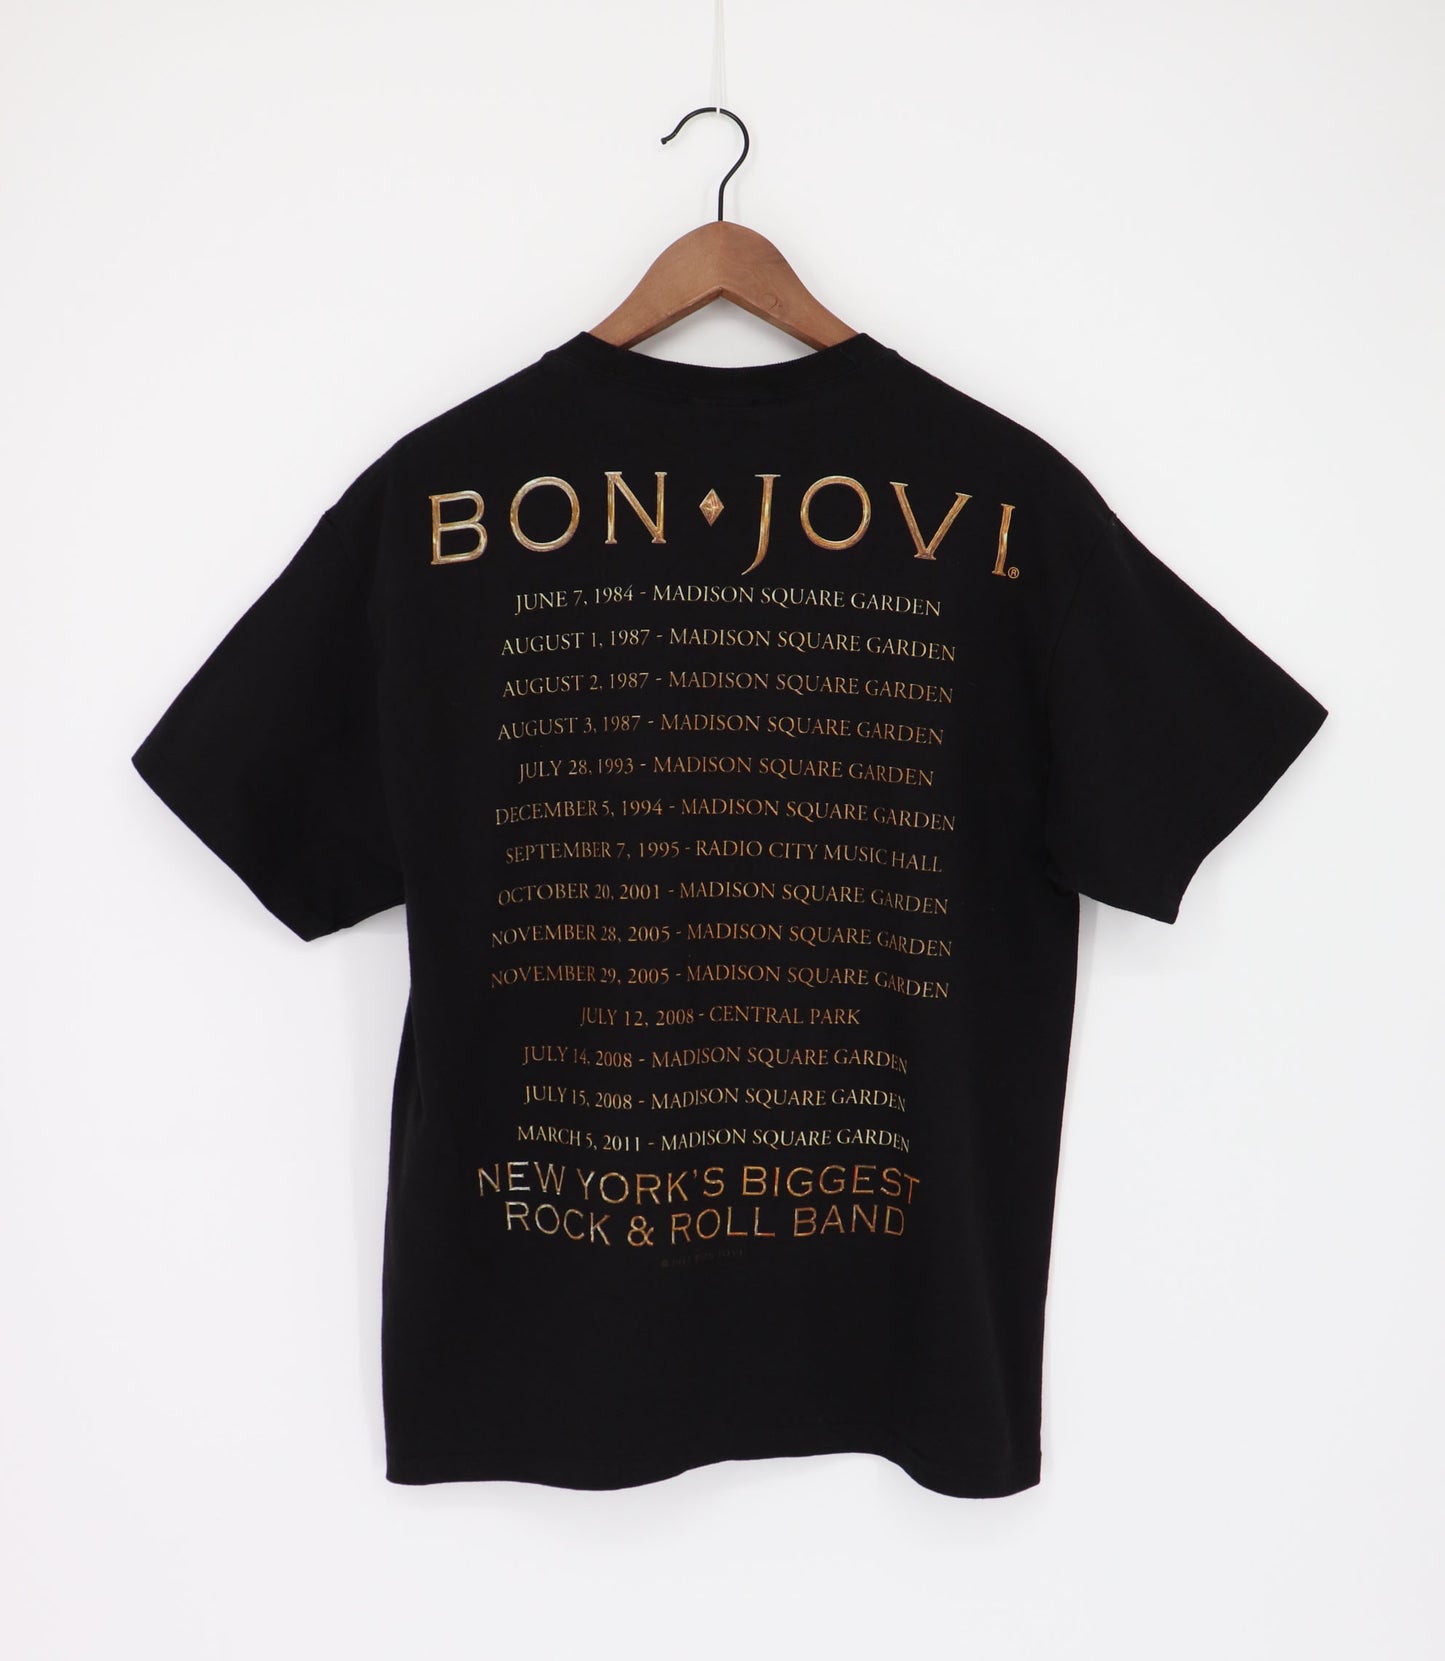 BON JOVI®
JUNE 7, 1984 - MADISON SQUARE GARDEN
AUGUST 1, 1987 - MADISON SQUARE GARDEN
AUGUST 2, 1987 - MADISON SQUARE GARDEN
AUGUST 3, 1987 - MADISON SQUARE GARDEN
JULY 28, 1993 - MADISON SQUARE GARDEN
DECEMBER 5, 1994 - MADISON SQUARE GARDEN
SEPTEMBER 7, 1995 - RADIO CITY MUSIC HALL
OCTOBER 20, 2001 - MADISON SQUARE GARDEN
NOVEMBER 28, 2005 - MADISON SQUARE GARDEN
NOVEMBER 29, 2005 - MADISON SQUARE GARDEN
JULY 12, 2008 - CENTRAL PARK
JULY 14, 2008 - MADISON SQUARE GARDEN
JULY 15, 2008 - MADISON SQUARE GARDEN
MARCH 5, 2011 - MADISON SQUARE GARDEN
NEW YORK'S BIGGEST
ROCK & ROLL BAND
© BON JOVI